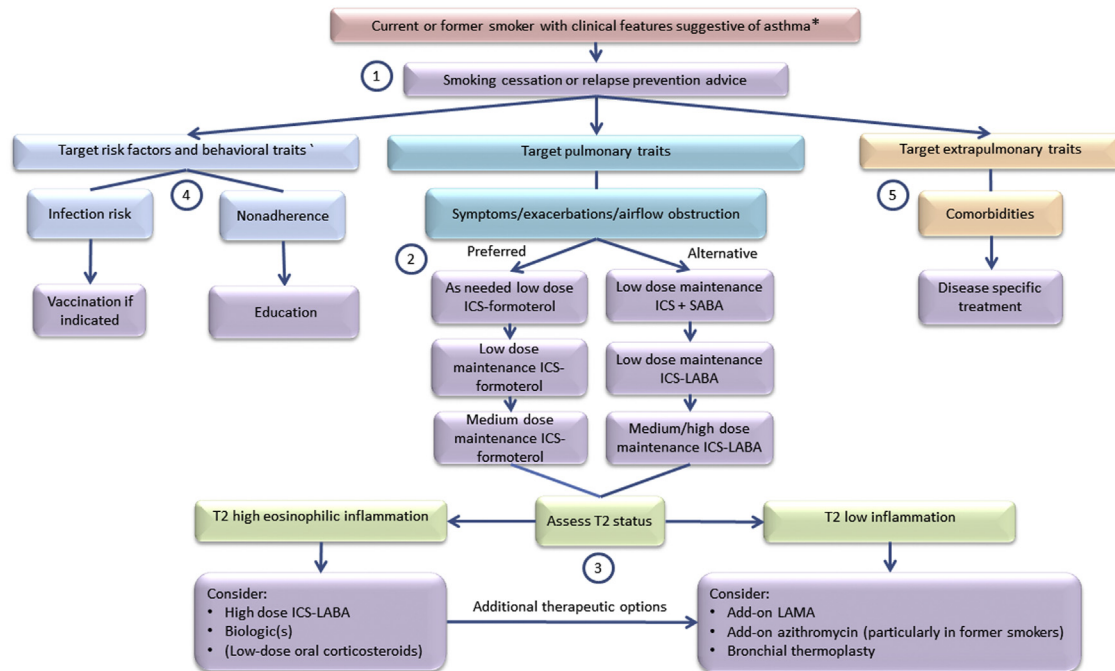 Current or former smoker with clinical features suggestive of asthma*
1
Smoking cessation or relapse prevention advice
Target risk factors and behavioral traits `
Target pulmonary traits
Target extrapulmonary traits
4
5
Infection risk
Nonadherence
Symptoms/exacerbations/airflow obstruction
Comorbidities
2
Preferred
Alternative
Vaccination if
indicated
Education
As needed low dose
ICS-formoterol
Low dose maintenance
ICS + SABA
Disease specific
treatment
Low dose
maintenance ICS-
formoterol
Low dose maintenance
ICS-LABA
Medium dose
maintenance ICS-
formoterol
Medium/high dose
maintenance ICS-LABA
T2 high eosinophilic inflammation
Assess T2 status
T2 low inflammation
3
Consider:
• High dose ICS-LABA
• Biologic(s)
• (Low-dose oral corticosteroids)
Additional therapeutic options
Consider:
• Add-on LAMA
• Add-on azithromycin (particularly in former smokers)
• Bronchial thermoplasty